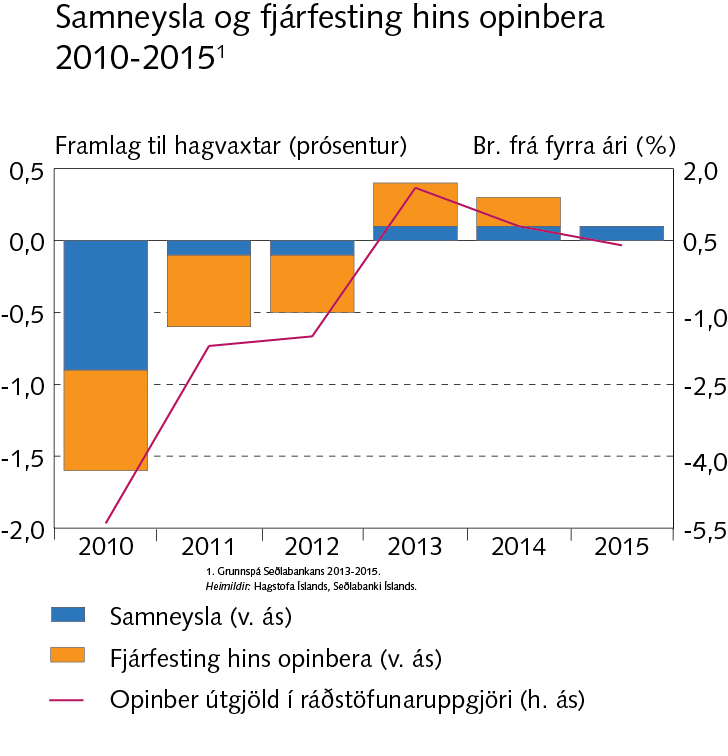 Samneysla og fjárfesting hins opinbera
2010-2015¹
Framlag til hagvaxtar (prósentur)
Br. frá fyrra ári (%)
0,5
0,0
-0,5
-1,0
-1,5
-2,0
2,0
0,5
-1,0
-2,5
-4,0
-5,5
2010 2011 2012 2013 2014 2015
1. Grunnspá Seðlabankans 2013-2015.
Heimildir: Hagstofa Íslands, Seðlabanki Íslands.
Samneysla (v. ás)
Fjárfesting hins opinbera (v. ás)
Opinber útgjöld í ráðstöfunaruppgjöri (h. ás)